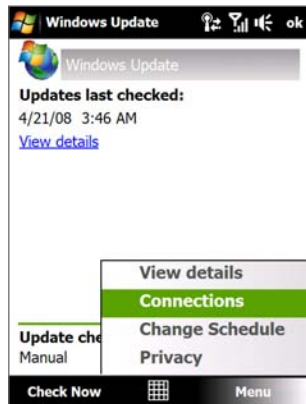 Windows Update ok
Windows Update
Updates last checked:
4/21/08 3:46 AM
View details
View details
Connections
Change Schedule
Privacy
Update che
Manual
Check Now Menu